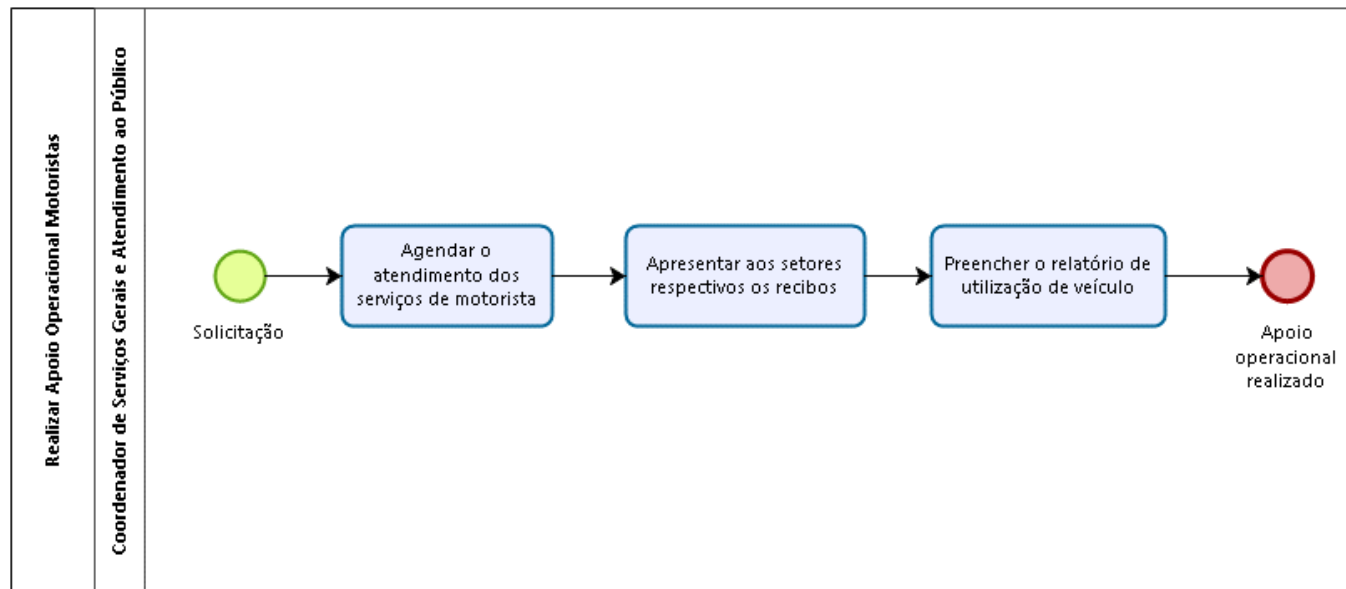 Realizar Apoio Operacional Motoristas
Coordenador de Serviços Gerais e Atendimento ao Público
Solicitação
Agendar o
atendimento dos
serviços de motorista
Apresentar aos setores
respectivos os recibos
Preencher o relatório de
utilização de veículo
Apoio
operacional
realizado